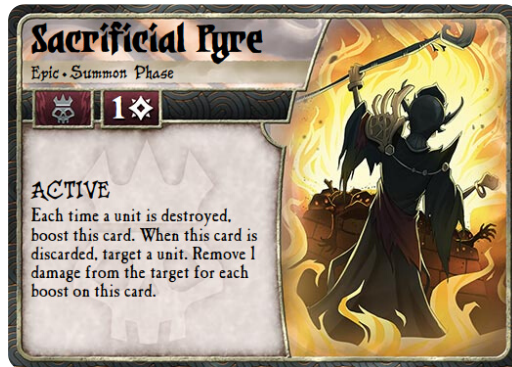 Sacrificial Pyre
Epic • Summon Phase
1
ACTIVE
Each time a unit is destroyed,
boost this card. When this card is
discarded, target a unit. Remove 1
damage from the target for each
boost on this card.